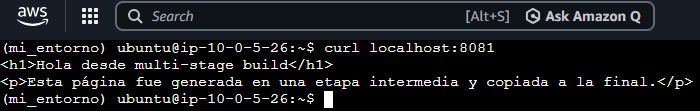 aws
Search
[Alt+S]
Ask Amazon Q
(mi_entorno) ubuntu@ip-10-0-5-26:~$ curl localhost:8081
<h1>Hola desde multi-stage build</h1>
<p>Esta página fue generada en una etapa intermedia y copiada a la final.</p>
(mi_entorno) ubuntu@ip-10-0-5-26:~$